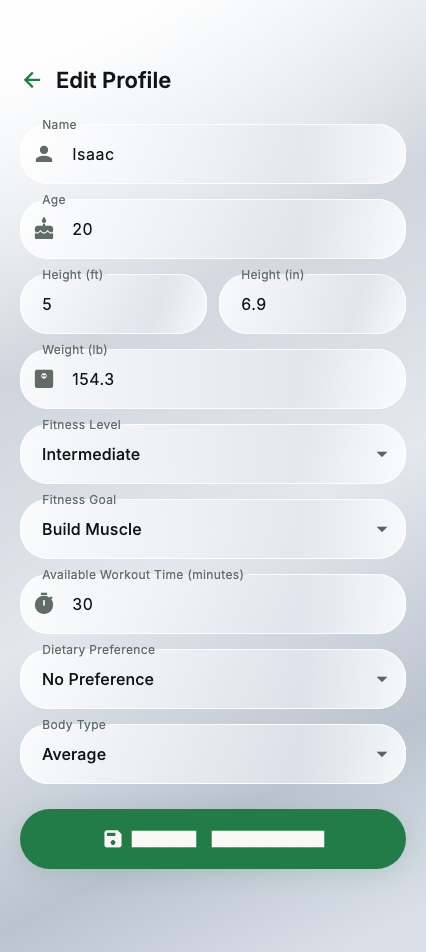 Edit Profile
Name
Isaac
Age
20
Height (ft)
Height (in)
5
6.9
Weight (lb)
154.3
Fitness Level
Intermediate
Fitness Goal
Build Muscle
Available Workout Time (minutes)
30
Dietary Preference
No Preference
Body Type
Average